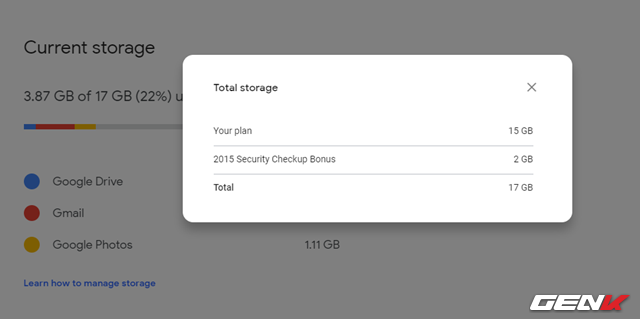 Current storage
3.87 GB of 17 GB (22%) u
Total storage
Your plan 15 GB
2015 Security Checkup Bonus 2 GB
Total 17 GB
Google Drive
Gmail
Google Photos 1.11 GB
Learn how to manage storage
GENK